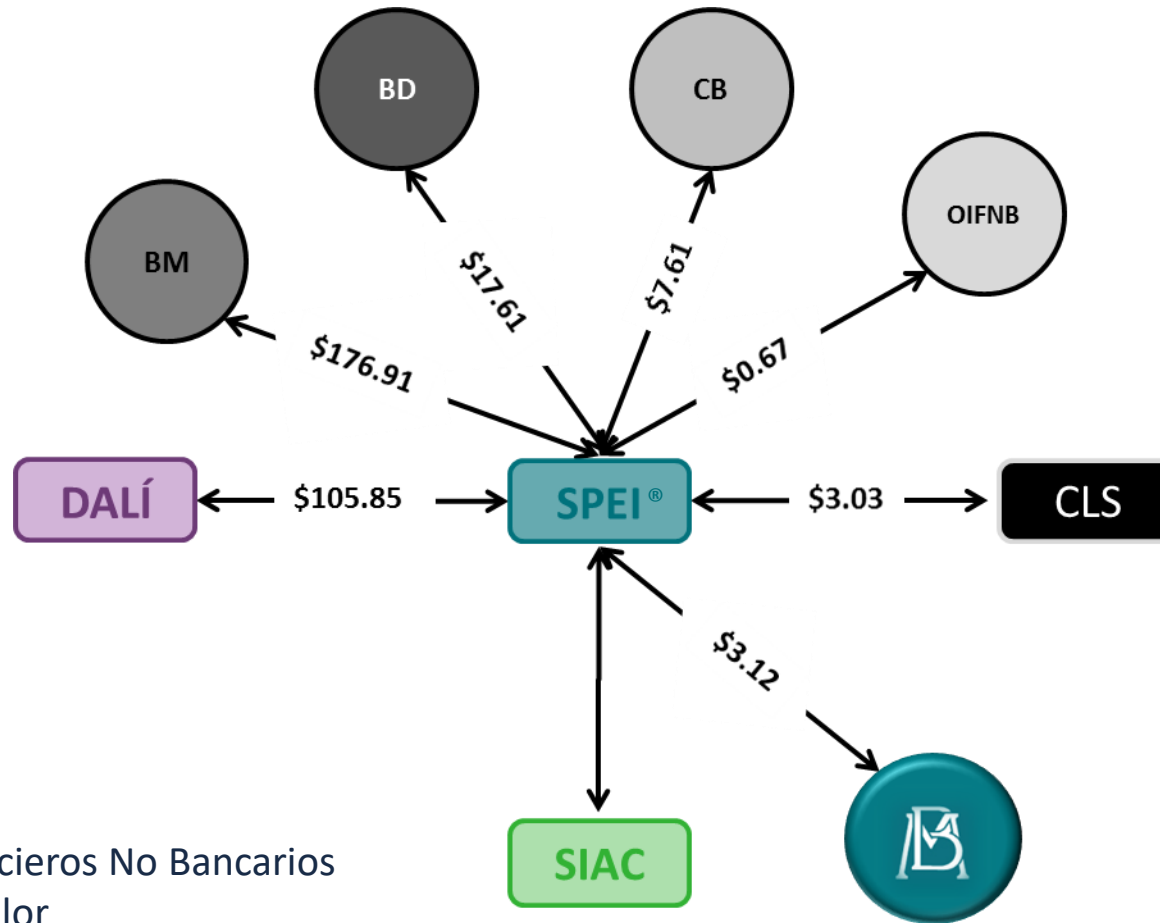 BD
CB
OIFNB
BM
$17.61
$7.61
$176.91
$0.67
DALÍ
$105.85
SPEI®
$3.03
CLS
$3.12
SIAC
BM
cieros No Bancarios
lor